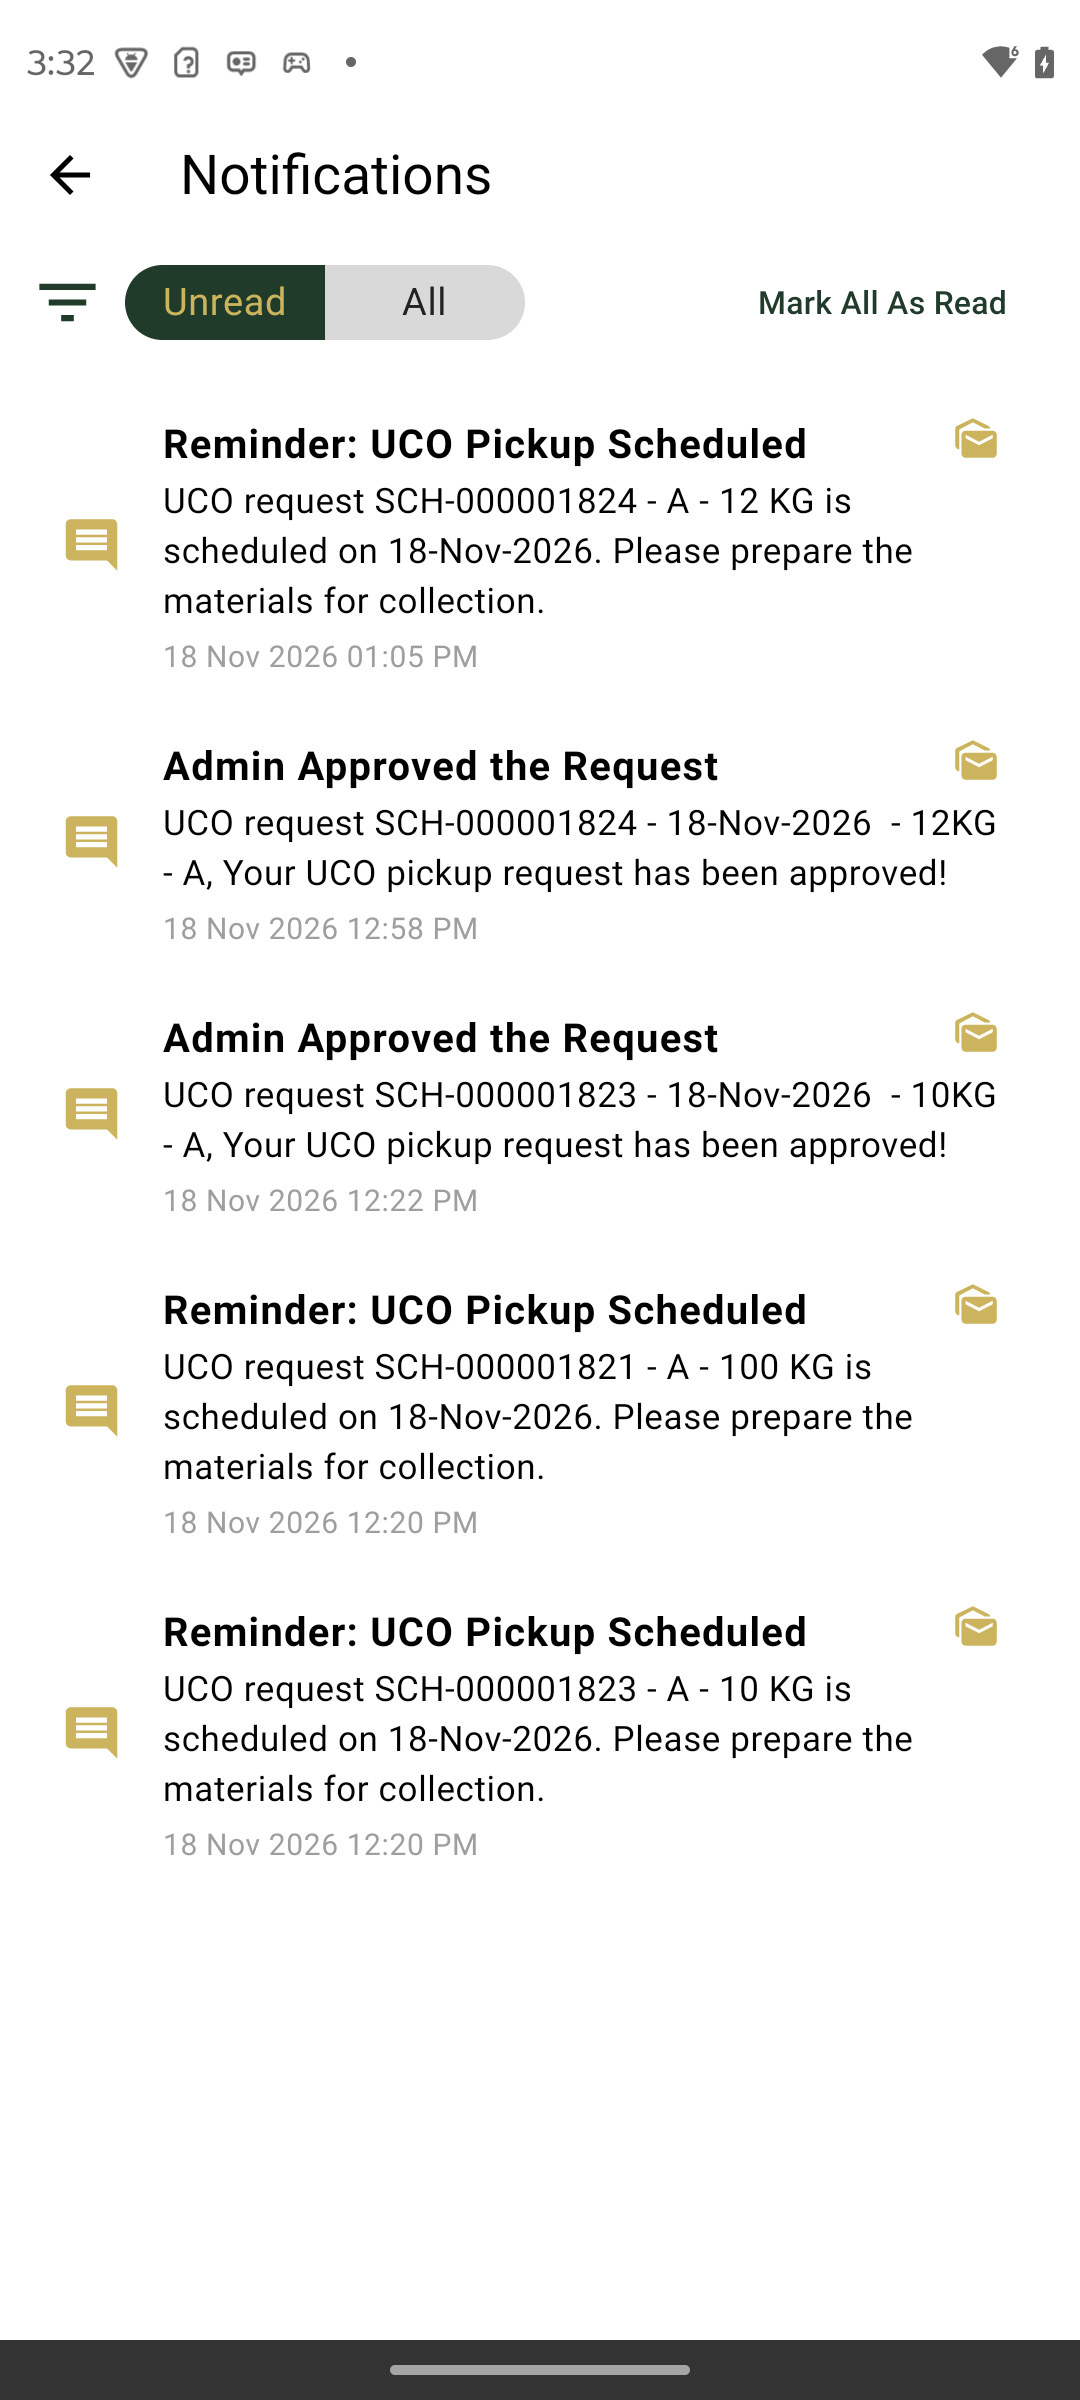 3:32
Notifications
Unread
All
Mark All As Read
Reminder: UCO Pickup Scheduled
UCO request SCH-000001824 - A - 12 KG is
scheduled on 18-Nov-2026. Please prepare the
materials for collection.
18 Nov 2026 01:05 PM
Admin Approved the Request
UCO request SCH-000001824 - 18-Nov-2026  - 12KG
- A, Your UCO pickup request has been approved!
18 Nov 2026 12:58 PM
Admin Approved the Request
UCO request SCH-000001823 - 18-Nov-2026  - 10KG
- A, Your UCO pickup request has been approved!
18 Nov 2026 12:22 PM
Reminder: UCO Pickup Scheduled
UCO request SCH-000001821 - A - 100 KG is
scheduled on 18-Nov-2026. Please prepare the
materials for collection.
18 Nov 2026 12:20 PM
Reminder: UCO Pickup Scheduled
UCO request SCH-000001823 - A - 10 KG is
scheduled on 18-Nov-2026. Please prepare the
materials for collection.
18 Nov 2026 12:20 PM